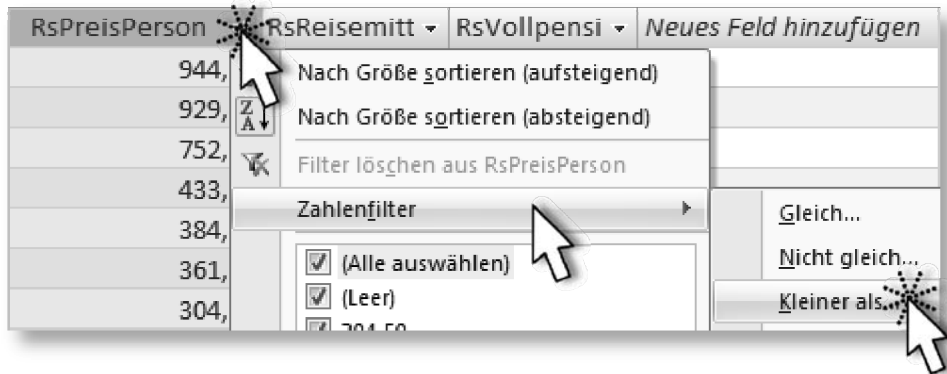 RsPreisPerson RsReisemitt RsVollpensi Neues Feld hinzufügen
944,
929,
752,
433,
384,
361,
304,
Nach Größe sortieren (aufsteigend)
Nach Größe sortieren (absteigend)
Filter löschen aus RsPreisPerson
Zahlenfilter
(Alle auswählen)
(Leer)
Gleich...
Nicht gleich...
Kleiner als...